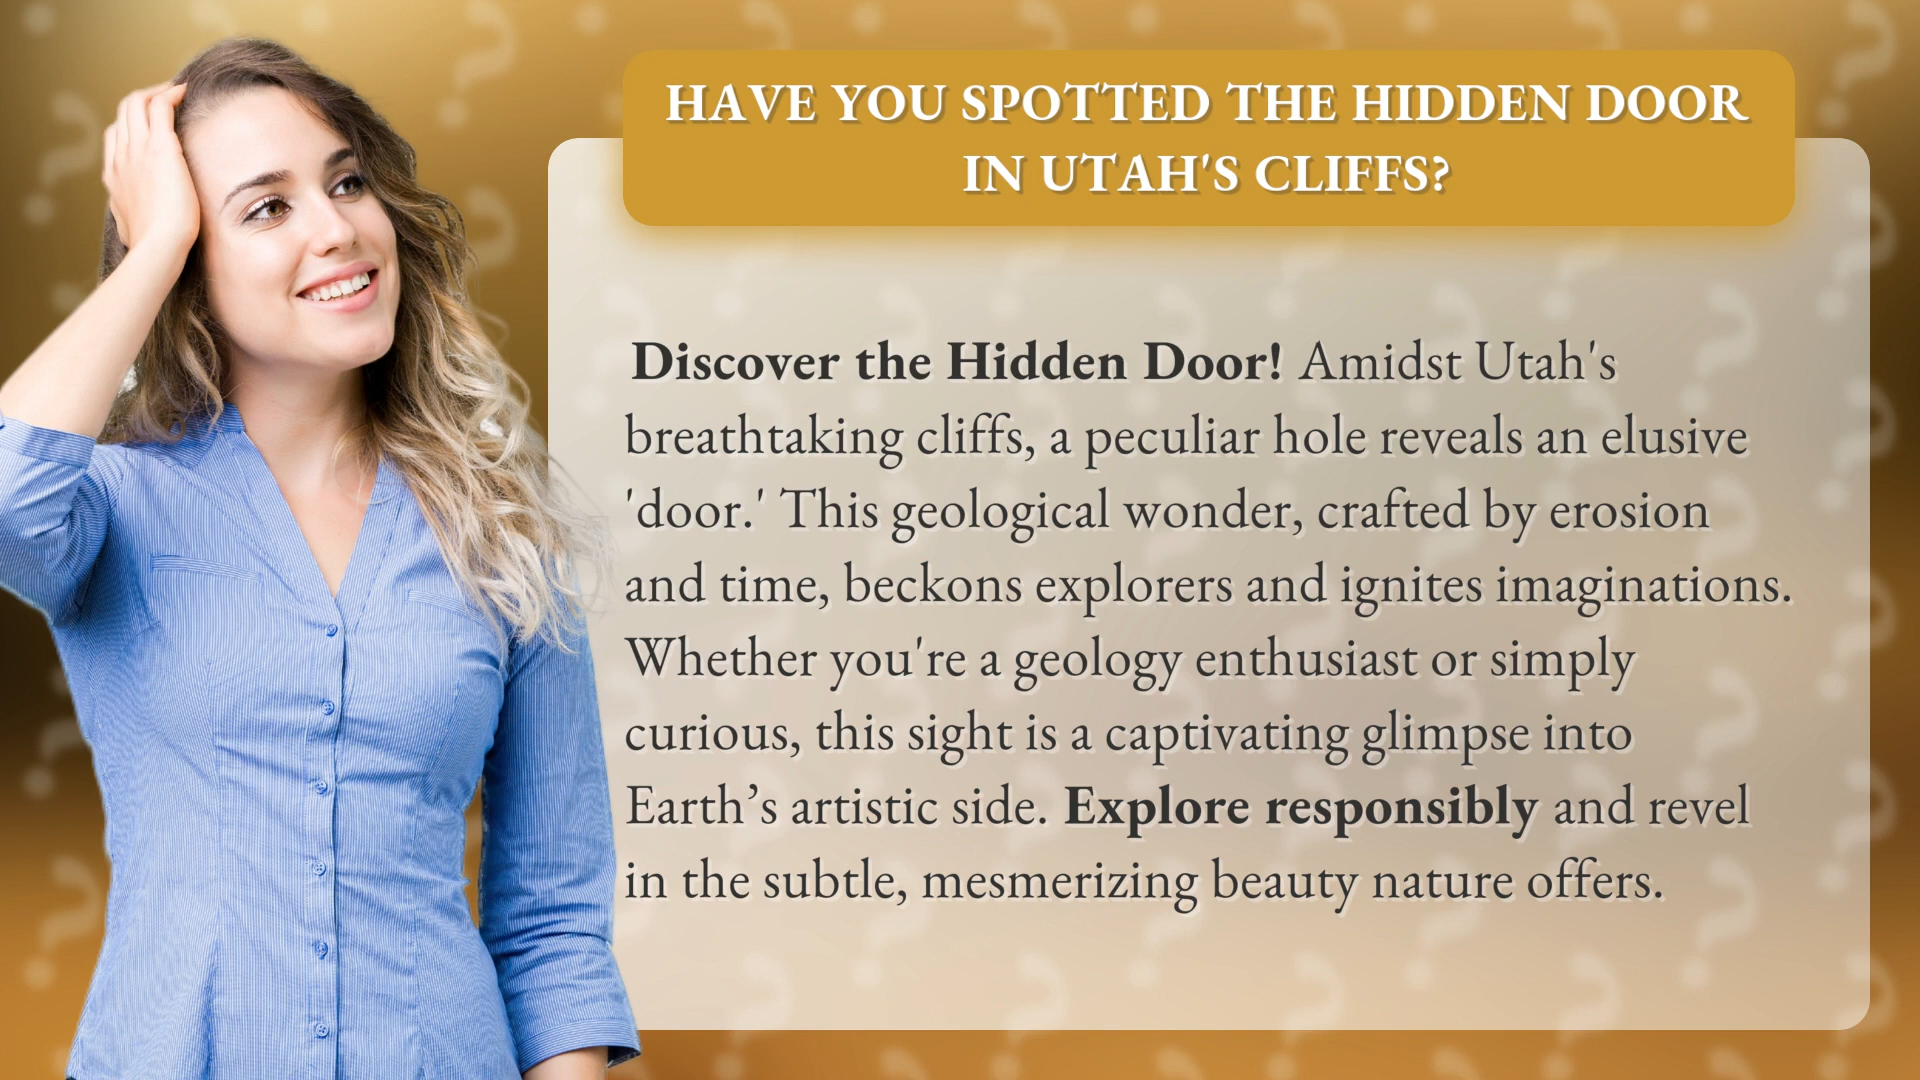 HAVE YOU SPOTTED THE HIDDEN DOOR
IN UTAH'S CLIFFS?
Discover the Hidden Door! Amidst Utah's
breathtaking cliffs, a peculiar hole reveals an elusive
'door.' This geological wonder, crafted by erosion
and time, beckons explorers and ignites imaginations.
Whether you're a geology enthusiast or simply
curious, this sight is a captivating glimpse into
Earth’s artistic side. Explore responsibly and revel
in the subtle, mesmerizing beauty nature offers.